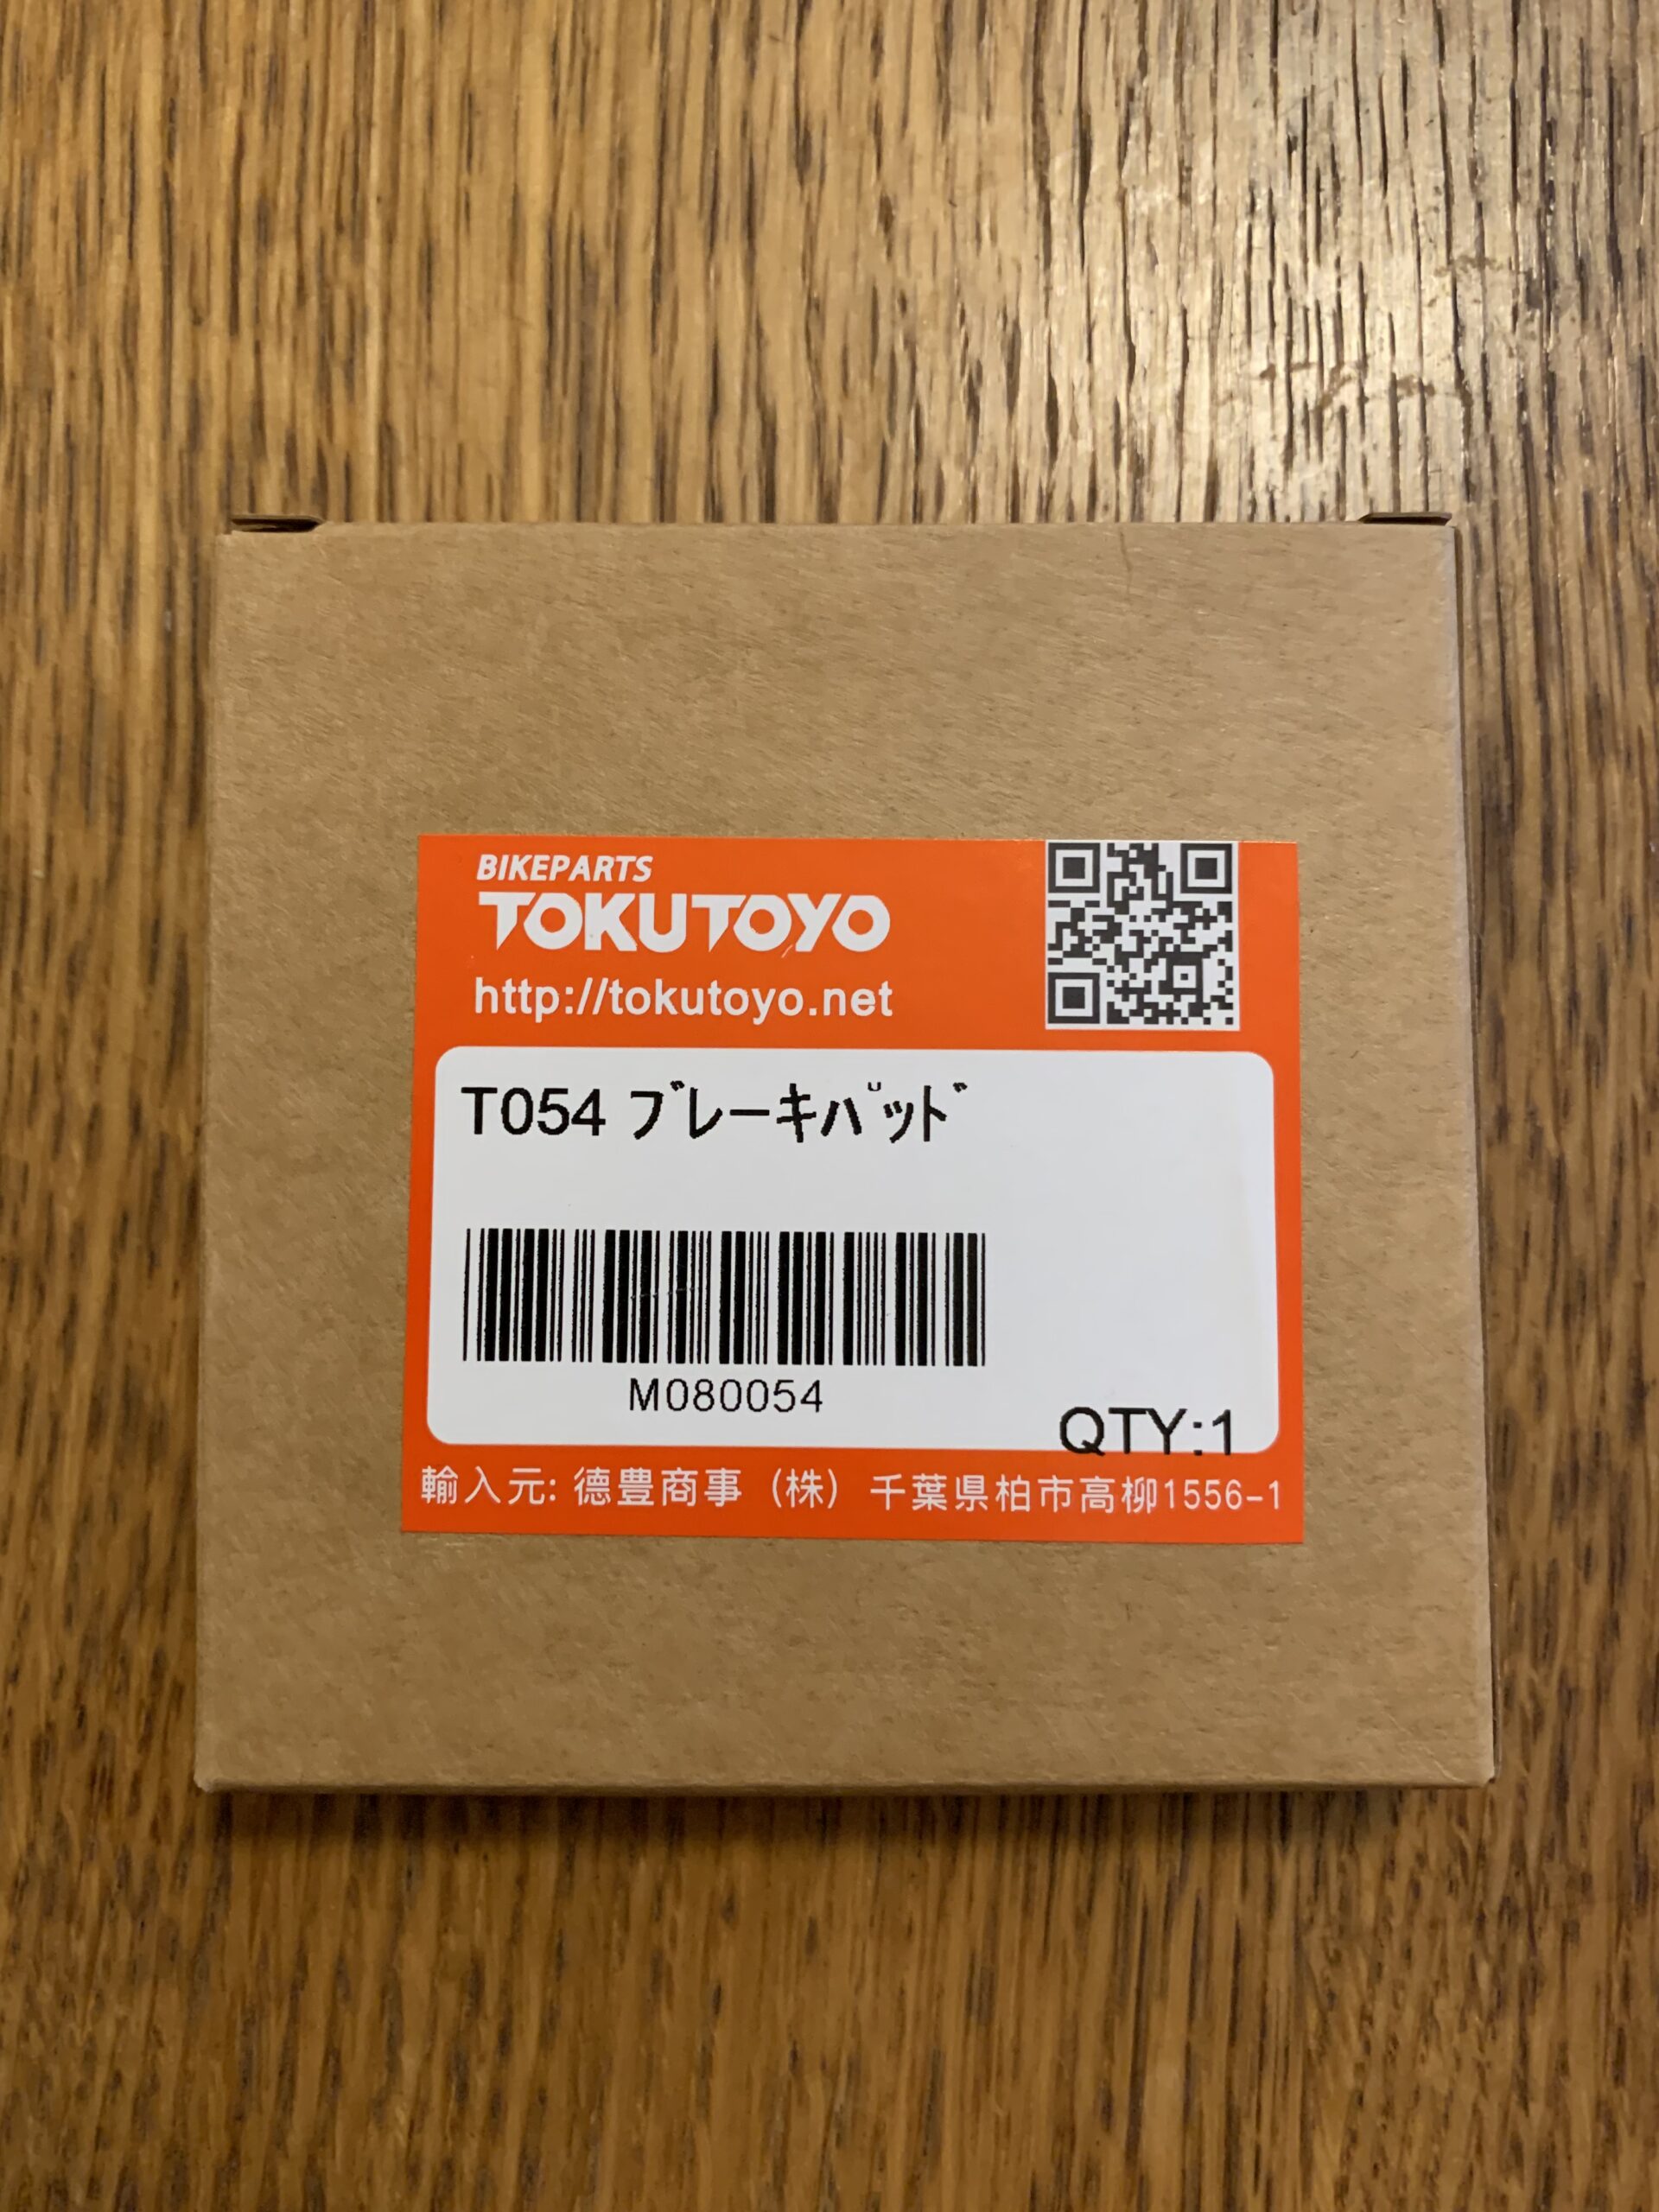 BIKEPARTS
TOKUTOYO
http://tokutoyo.net
T054 ブレーキパッド
M080054
QTY:1
輸入元: 德豊商事（株）千葉県柏市高柳1556-1